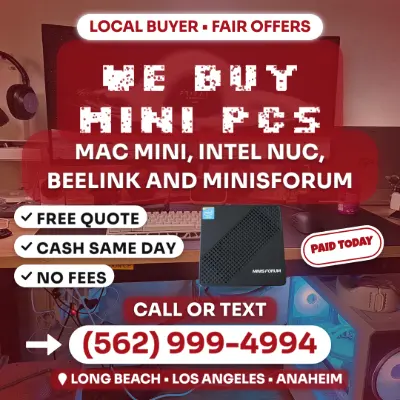 LOCAL BUYER • FAIR OFFERS
WE BUY
MINI PCS
MAC MINI, INTEL NUC,
BEELINK AND MINISFORUM
✓ FREE QUOTE
✓ CASH SAME DAY
✓ NO FEES
MINISFORUM
PAID TODAY
CALL OR TEXT
(562) 999-4994
LONG BEACH • LOS ANGELES • ANAHEIM